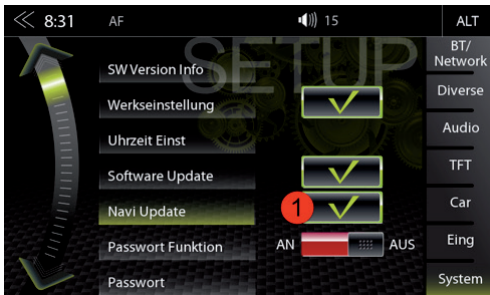 8:31 AF 15 ALT
SETUP
SW Version Info
Werkseinstellung
Uhrzeit Einst
Software Update
Navi Update
1
Passwort Funktion
AN AUS
Passwort
BT/
Network
Diverse
Audio
TFT
Car
Eing
System